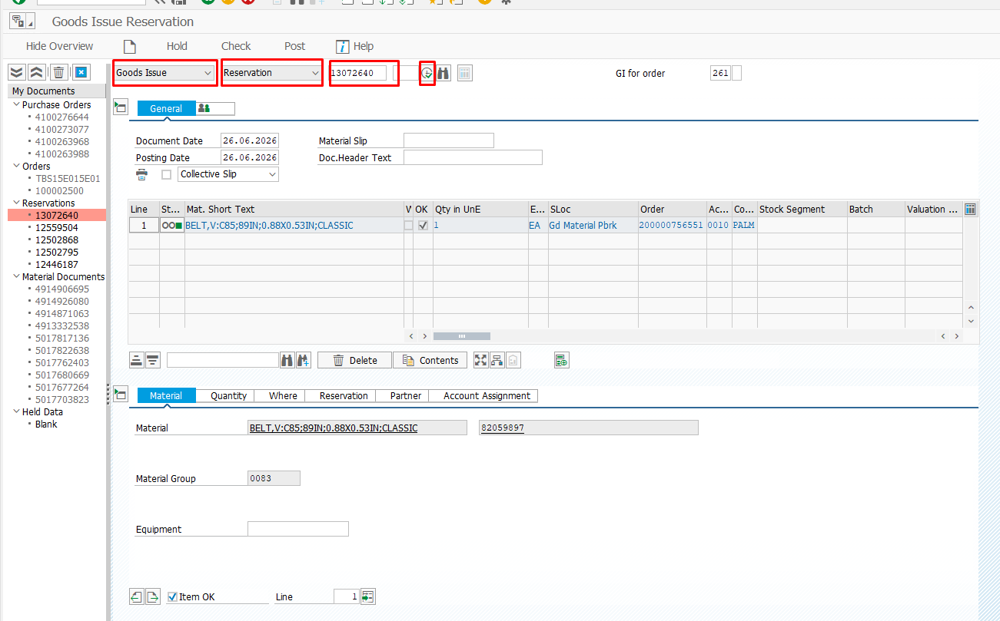 Goods Issue Reservation
Hide Overview Hold Check Post Help
Goods Issue Reservation 13072640 GI for order 261
My Documents
Purchase Orders
4100276644
4100273077
4100263968
4100263988
Orders
TBS15E015E01
100002500
Reservations
13072640
12559504
12502868
12502795
12446187
Material Documents
4914906695
4914926080
4914871063
4913332538
5017817136
5017822638
5017762403
5017680669
5017677264
5017703823
Held Data
Blank
General
Document Date 26.06.2026 Material Slip
Posting Date 26.06.2026 Doc.Header Text
Collective Slip
Line St... Mat. Short Text OK Qty in UnE E... SLoc Order Ac... Co... Stock Segment Batch Valuation ...
1 BELT,V:C85;89IN;0.88X0.53IN;CLASSIC 1 EA Gd Material Pbrk 200000756551 0010 PALM
Delete Contents
Material Quantity Where Reservation Partner Account Assignment
Material BELT,V:C85;89IN;0.88X0.53IN;CLASSIC 82059897
Material Group 0083
Equipment
Item OK Line 1